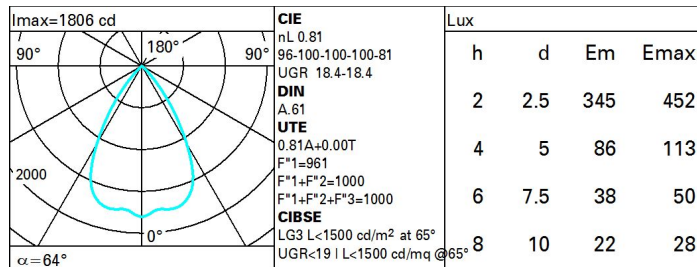 Imax=1806 cd
90°
180°
90°
2000
0°
α=64°
CIE
nL 0.81
96-100-100-100-81
UGR 18.4-18.4
DIN
A.61
UTE
0.81A+0.00T
F"1=961
F"1+F"2=1000
F"1+F"2+F"3=1000
CIBSE
LG3 L<1500 cd/m² at 65°
UGR<19 | L<1500 cd/mq @65°
Lux
h d Em Emax
2 2.5 345 452
4 5 86 113
6 7.5 38 50
8 10 22 28